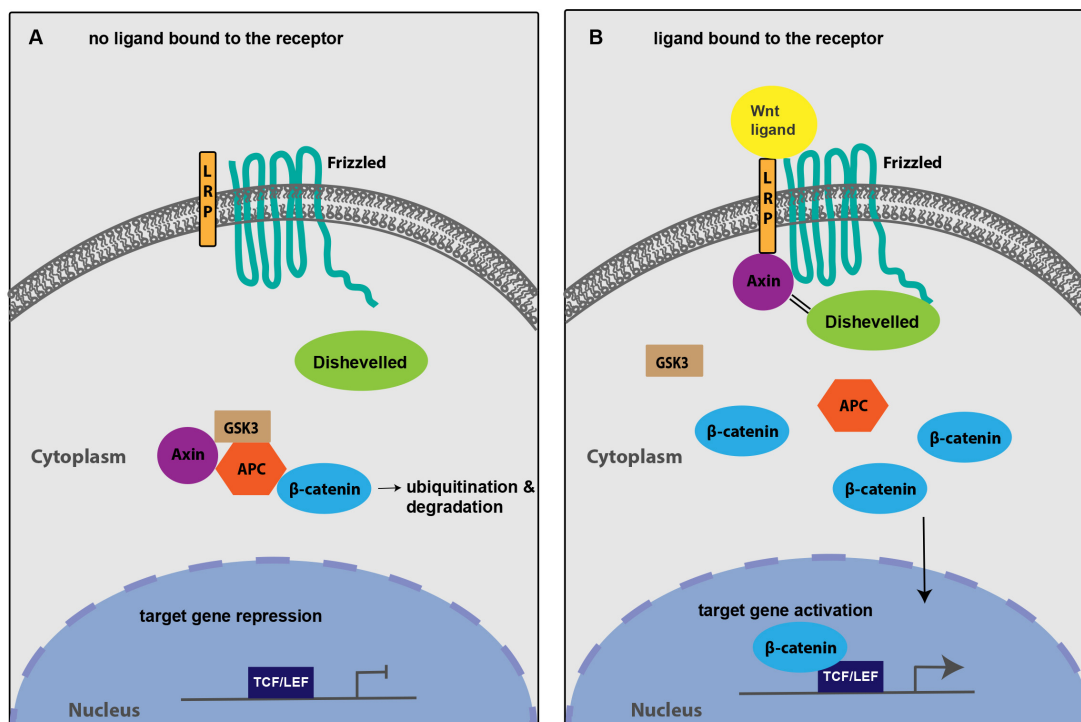 A no ligand bound to the receptor
LRP
Frizzled
Dishevelled
GSK3
Axin
APC
Cytoplasm
β-catenin
ubiquitination &
degradation
target gene repression
TCF/LEF
Nucleus
B ligand bound to the receptor
Wnt
ligand
Frizzled
LRP
Axin
Dishevelled
GSK3
APC
β-catenin
β-catenin
Cytoplasm
β-catenin
target gene activation
β-catenin
TCF/LEF
Nucleus